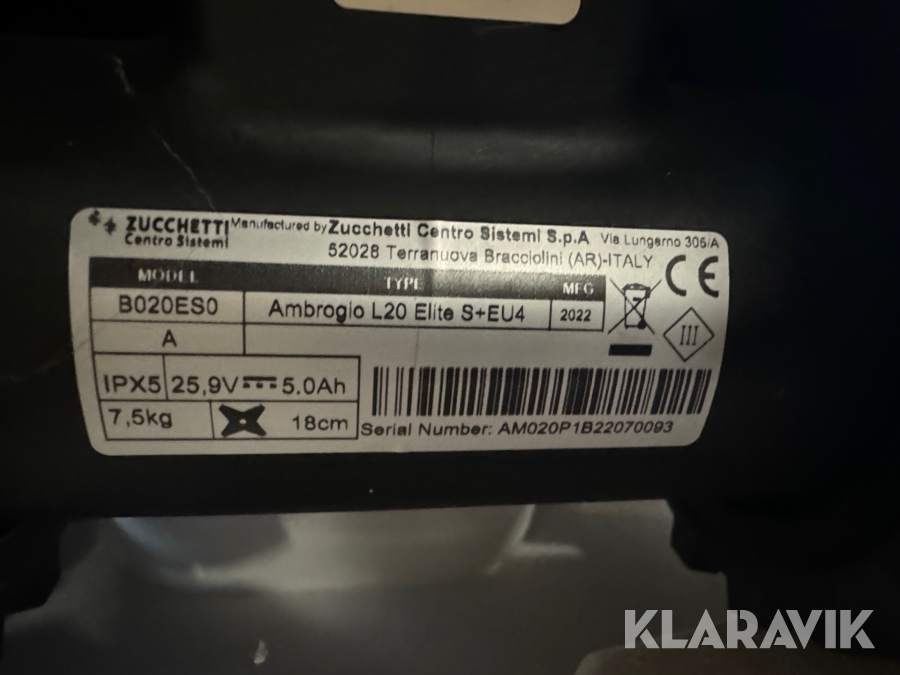 ZUCCHETTI
Centro Sistemi
Manufactured by Zucchetti Centro Sistemi S.p.A Via Lungarno 305/A
52028 Terranuova Bracciolini (AR)-ITALY
MODEL TYPE MFG
B020ES0 Ambrogio L20 Elite S+EU4 2022
A
III
IPX5 25,9V 5.0Ah
7,5kg 18cm
Serial Number: AM020P1B22070093
KLARAVIK